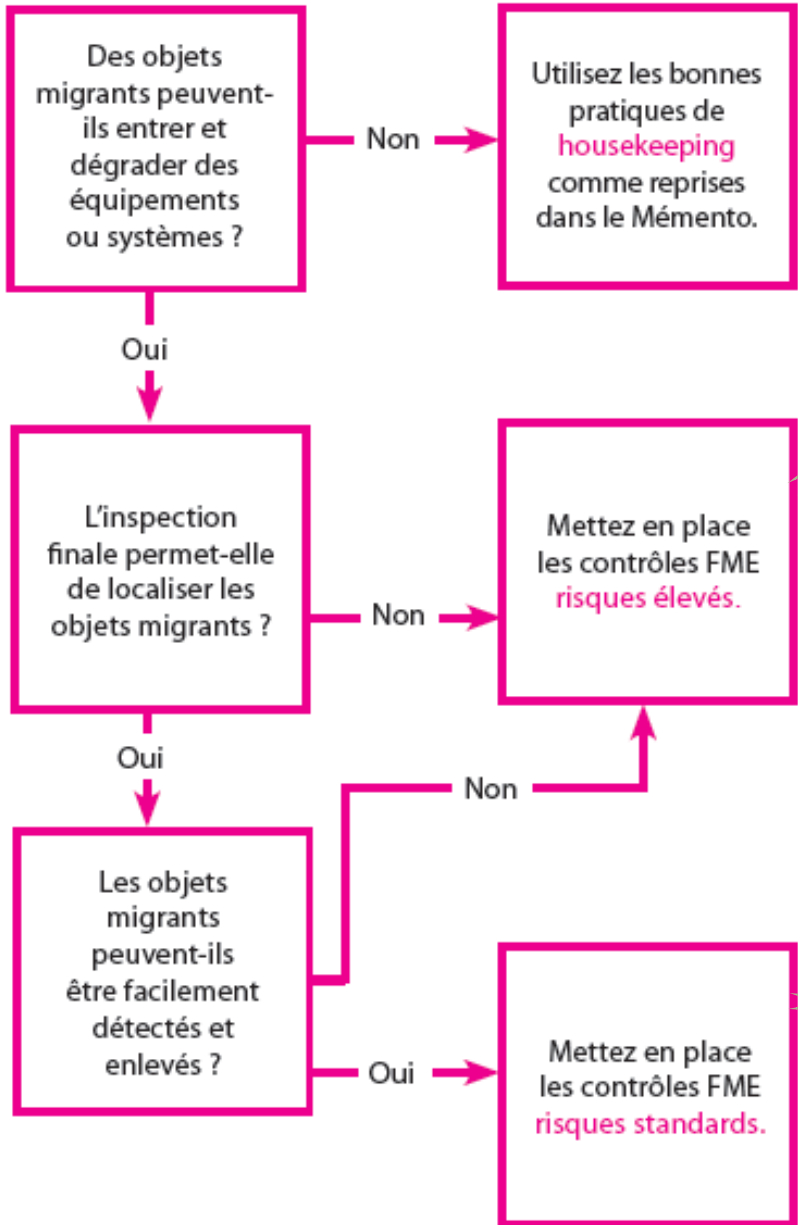 Des objets
migrants peuvent-
ils entrer et
dégrader des
équipements
ou systèmes ?
Non
Utilisez les bonnes
pratiques de
housekeeping
comme reprises
dans le Mémento.
Oui
L'inspection
finale permet-elle
de localiser les
objets migrants ?
Non
Mettez en place
les contrôles FME
risques élevés.
Oui
Non
Les objets
migrants
peuvent-ils
être facilement
détectés et
enlevés ?
Oui
Mettez en place
les contrôles FME
risques standards.